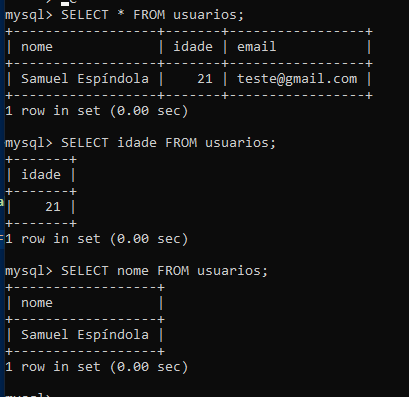 mysql> SELECT * FROM usuarios;
+------------------+-------+-----------------+
| nome             | idade | email           |
+------------------+-------+-----------------+
| Samuel Espíndola |    21 | teste@gmail.com |
+------------------+-------+-----------------+
1 row in set (0.00 sec)
mysql> SELECT idade FROM usuarios;
+-------+
| idade |
+-------+
|    21 |
+-------+
1 row in set (0.00 sec)
mysql> SELECT nome FROM usuarios;
+------------------+
| nome             |
+------------------+
| Samuel Espíndola |
+------------------+
1 row in set (0.00 sec)
mysql>